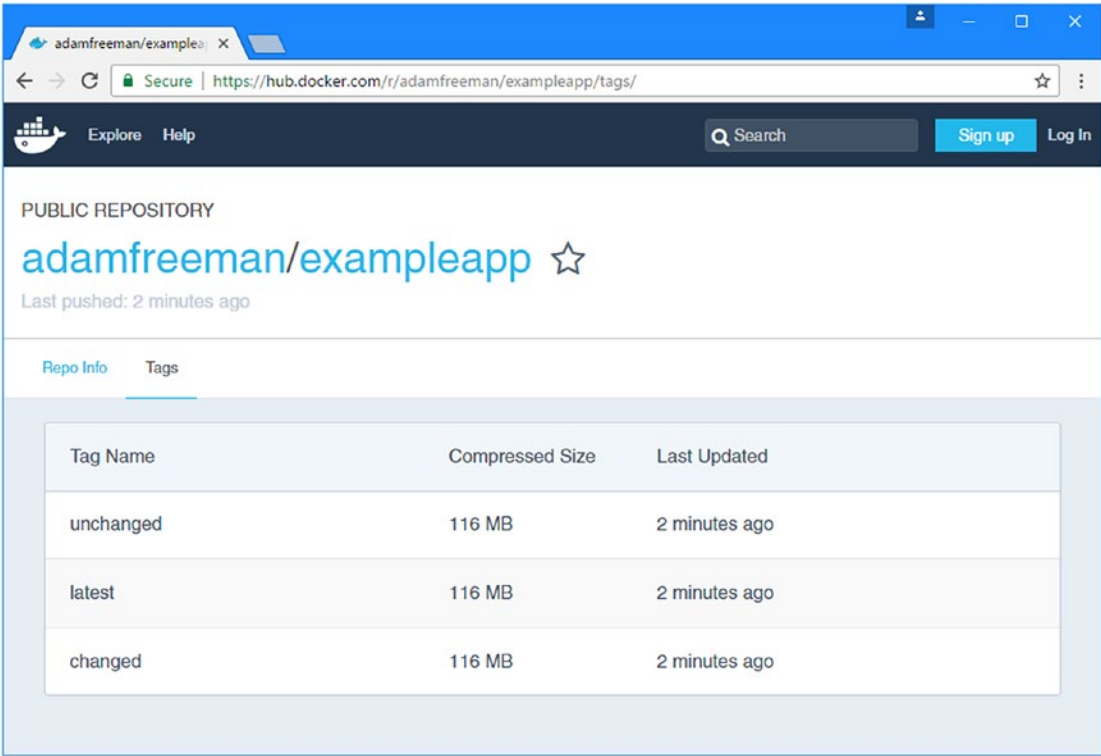 adamfreeman/exampleap
Secure | https://hub.docker.com/r/adamfreeman/exampleapp/tags/
Explore Help Search Sign up Log In
PUBLIC REPOSITORY
adamfreeman/exampleapp
Last pushed: 2 minutes ago
Repo Info Tags
Tag Name Compressed Size Last Updated
unchanged 116 MB 2 minutes ago
latest 116 MB 2 minutes ago
changed 116 MB 2 minutes ago